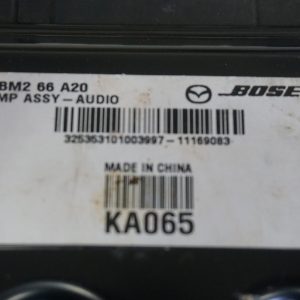 BM2 66 A20
MP ASSY-AUDIO
BOSE
325353101003997-11169083
MADE IN CHINA
KA065